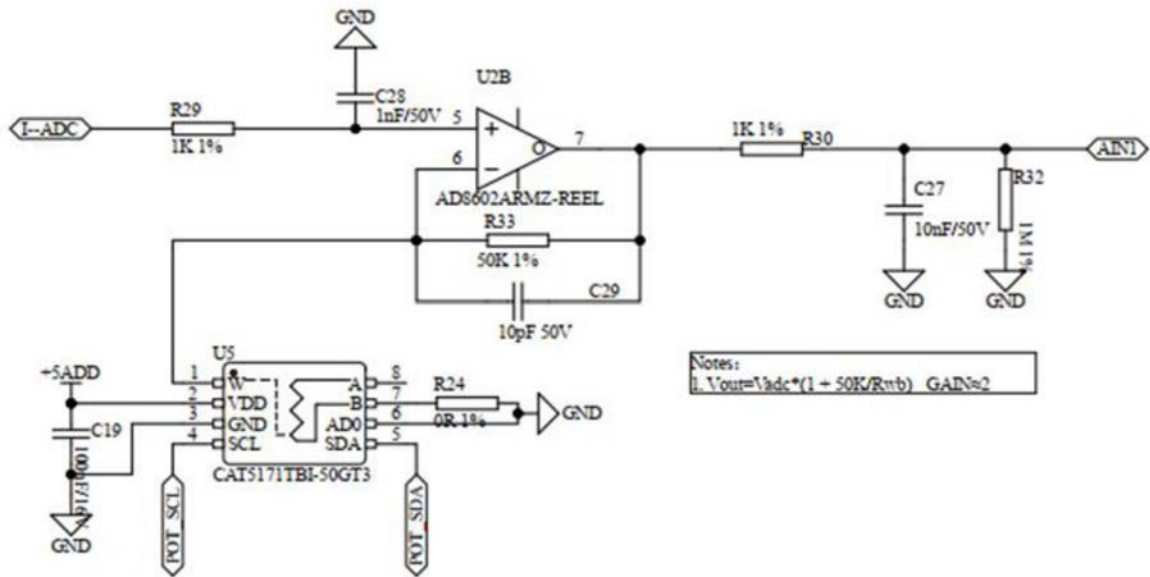 GND
U2B
C28
1nF/50V
R29
1K 1%
I--ADC
5
6
7
AD8602ARMZ-REEL
1K 1%
R30
AIN1
C27
10nF/50V
R32
1M 1%
GND
GND
R33
50K 1%
C29
10pF 50V
U5
+5ADD
1
2
3
4
W
VDD
GND
SCL
A
B
AD0
SDA
8
7
6
5
R24
0R 1%
GND
C19
CAT5171TBI-50GT3
GND
POT_SCL
POT_SDA
Notes:
1. Vout=Vadc*(1 + 50K/Rwb) GAIN≈2